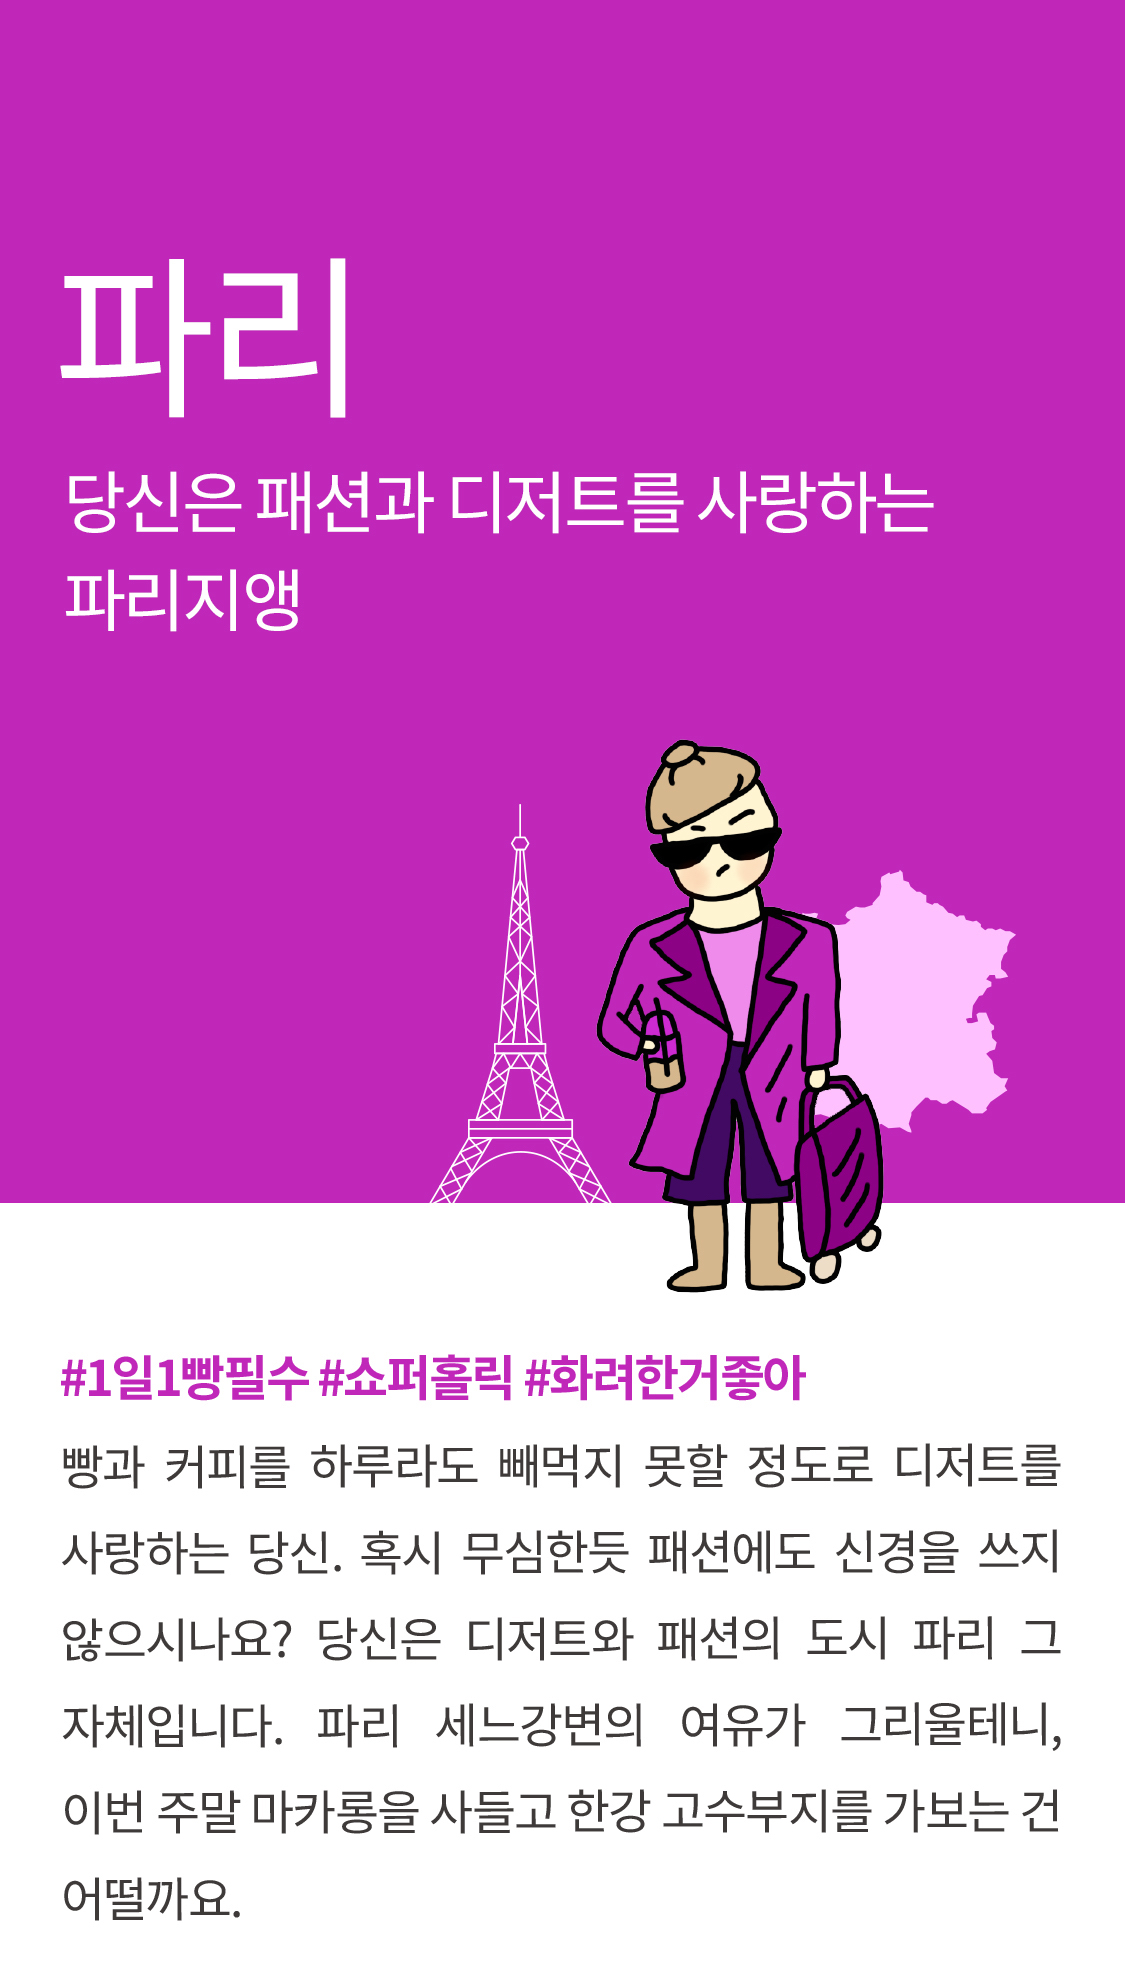 파리
당신은 패션과 디저트를 사랑하는
파리지앵
#1일1빵필수 #쇼퍼홀릭 #화려한거좋아
빵과 커피를 하루라도 빼먹지 못할 정도로 디저트를
사랑하는 당신. 혹시 무심한듯 패션에도 신경을 쓰지
않으시나요? 당신은 디저트와 패션의 도시 파리 그
자체입니다. 파리 세느강변의 여유가 그리울테니,
이번 주말 마카롱을 사들고 한강 고수부지를 가보는 건
어떨까요.